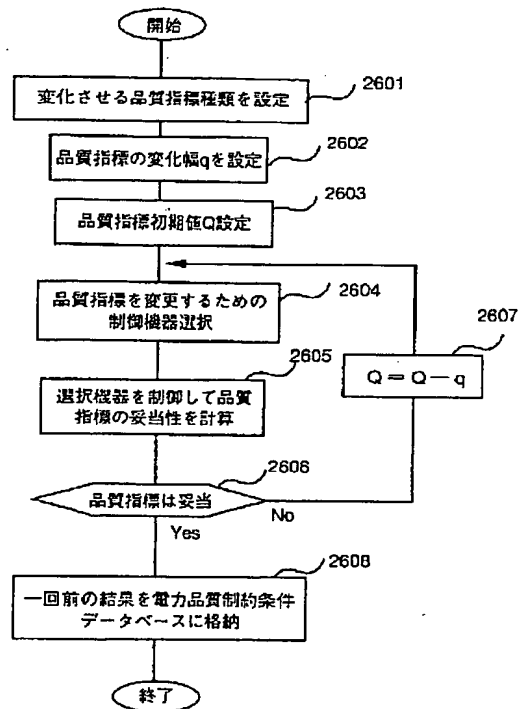 開始
変化させる品質指標種類を設定
2601
品質指標の変化幅qを設定
2602
品質指標初期値Q設定
2603
品質指標を変更するための
制御機器選択
2604
2607
Q=Q−q
2605
選択機器を制御して品質
指標の妥当性を計算
2606
品質指標は妥当
No
Yes
2608
一回前の結果を電力品質制約条件
データベースに格納
終了